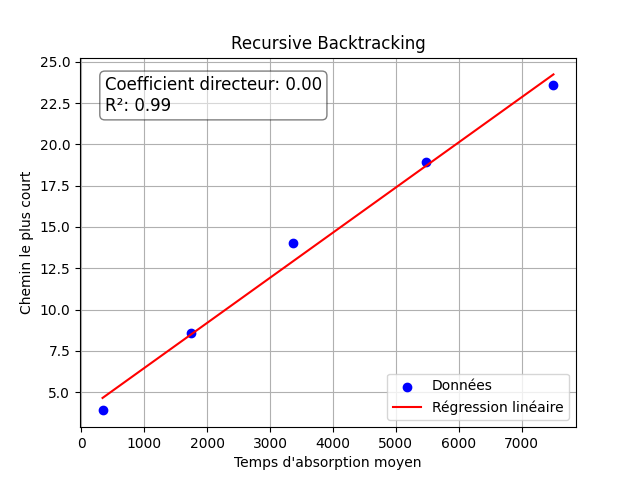 Recursive Backtracking
Coefficient directeur: 0.00
R²: 0.99
25.0
22.5
20.0
17.5
15.0
12.5
10.0
7.5
5.0
Chemin le plus court
Données
Régression linéaire
0 1000 2000 3000 4000 5000 6000 7000
Temps d'absorption moyen